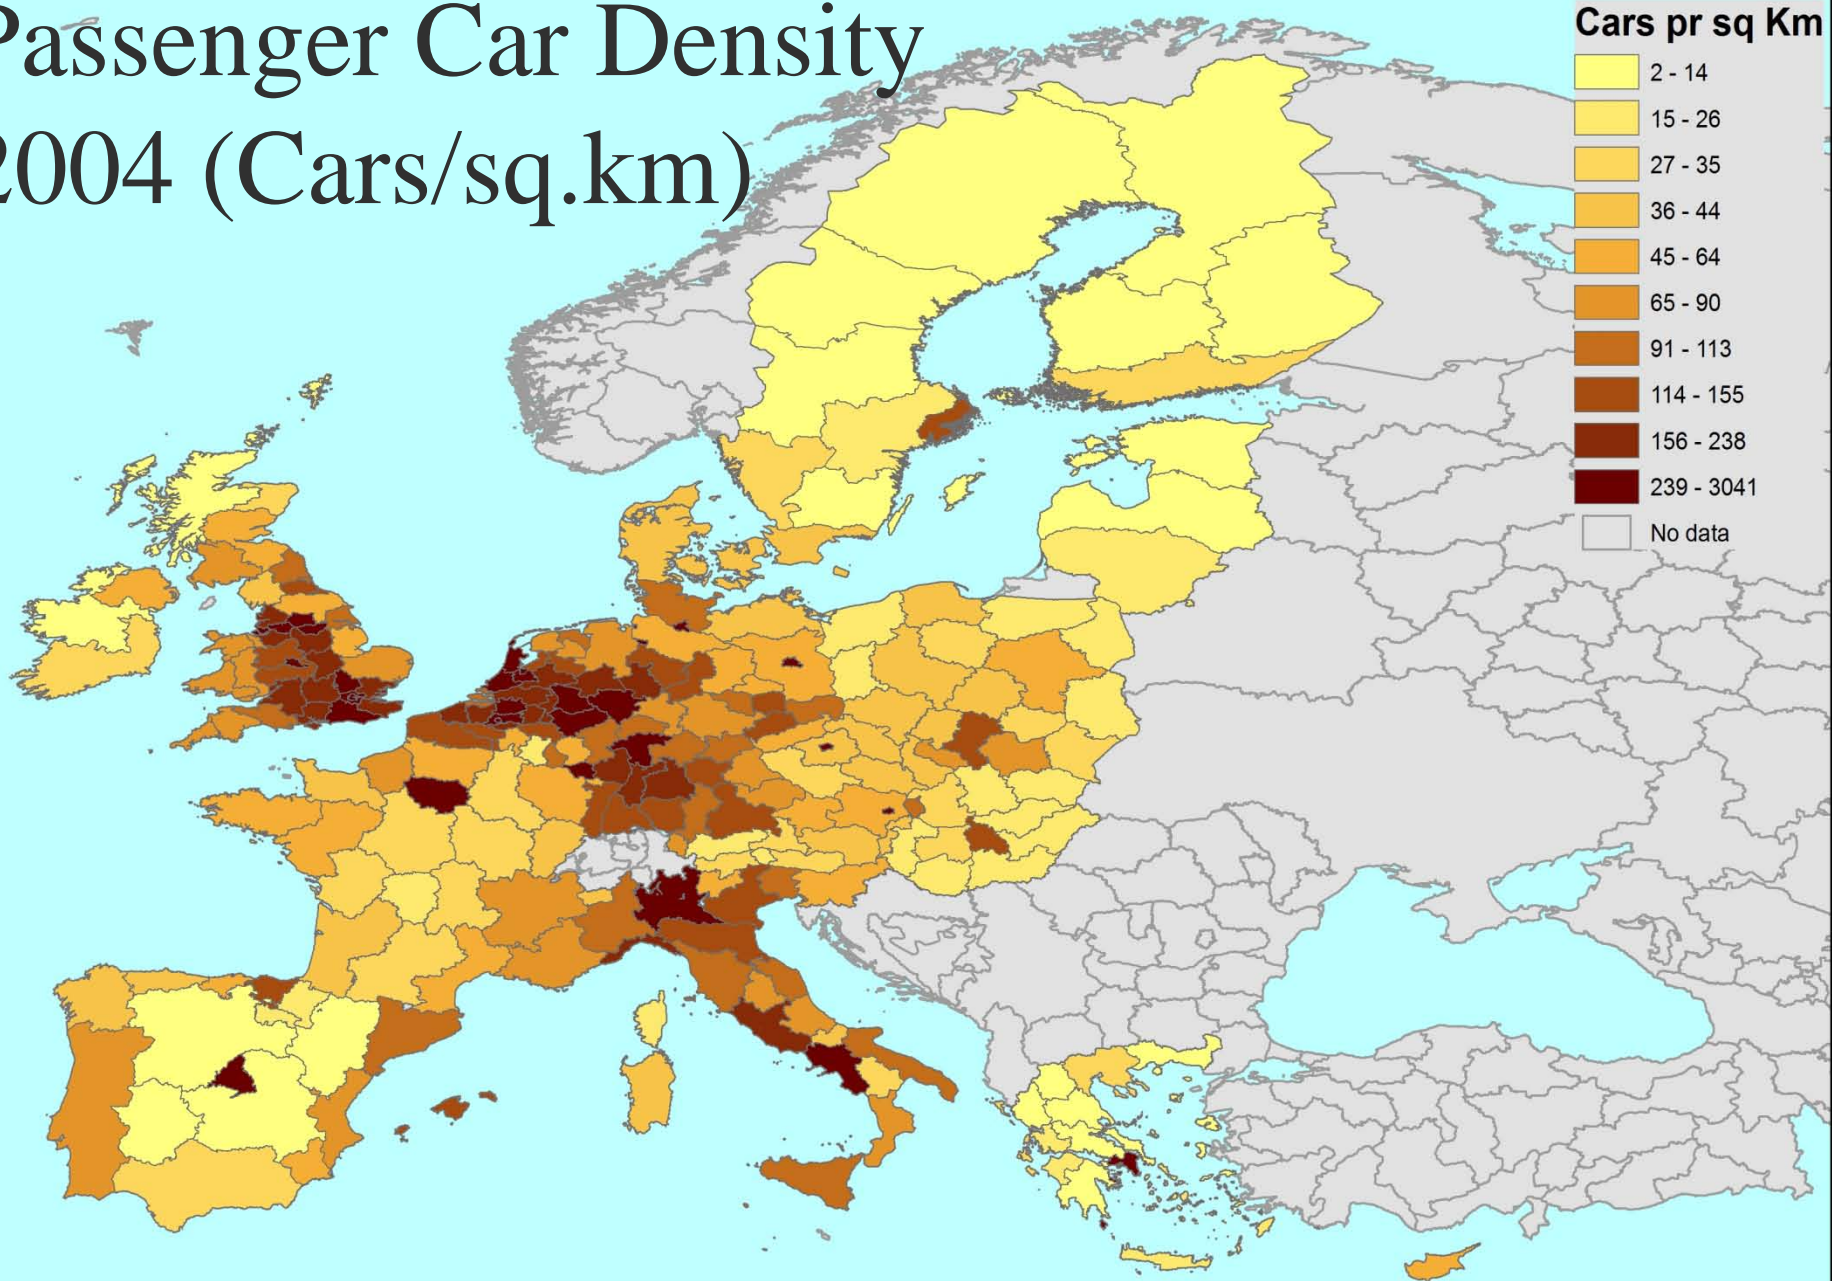 Passenger Car Density
2004 (Cars/sq.km)
Cars pr sq Km
2 - 14
15 - 26
27 - 35
36 - 44
45 - 64
65 - 90
91 - 113
114 - 155
156 - 238
239 - 3041
No data